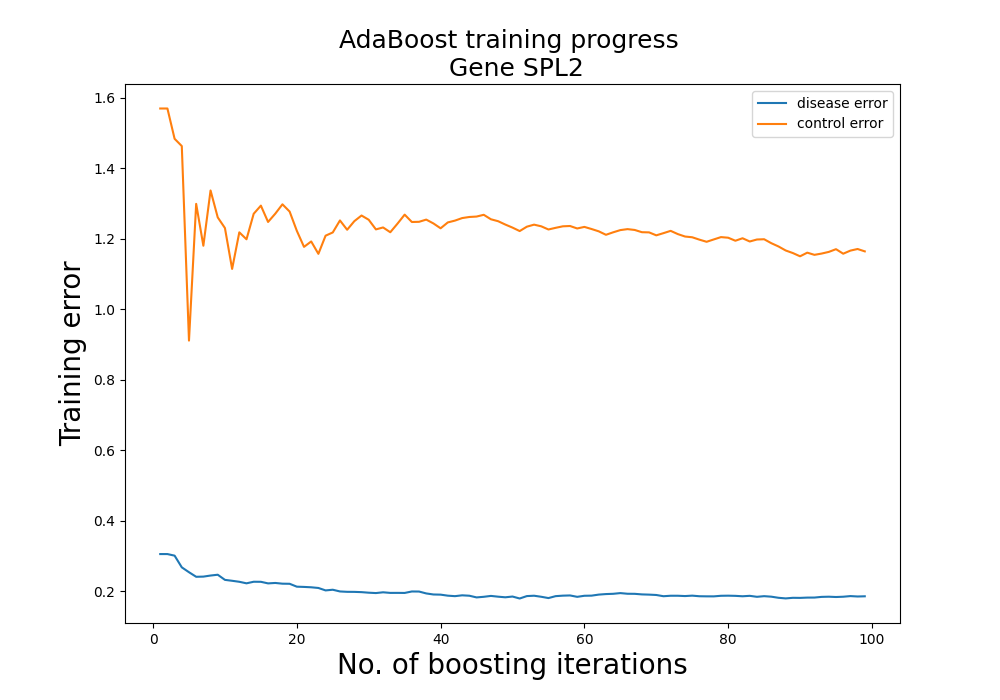 AdaBoost training progress
Gene SPL2
disease error
control error
1.6
1.4
1.2
1.0
0.8
0.6
0.4
0.2
Training error
0 20 40 60 80 100
No. of boosting iterations